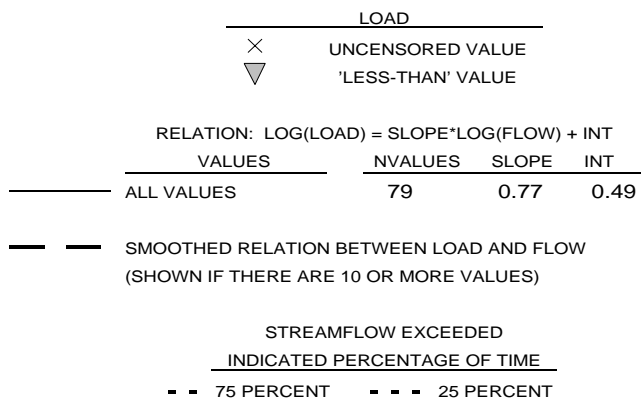 LOAD
UNCENSORED VALUE
'LESS-THAN' VALUE
RELATION: LOG(LOAD) = SLOPE*LOG(FLOW) + INT
VALUES NVALUES SLOPE INT
ALL VALUES 79 0.77 0.49
SMOOTHED RELATION BETWEEN LOAD AND FLOW
(SHOWN IF THERE ARE 10 OR MORE VALUES)
STREAMFLOW EXCEEDED
INDICATED PERCENTAGE OF TIME
75 PERCENT 25 PERCENT